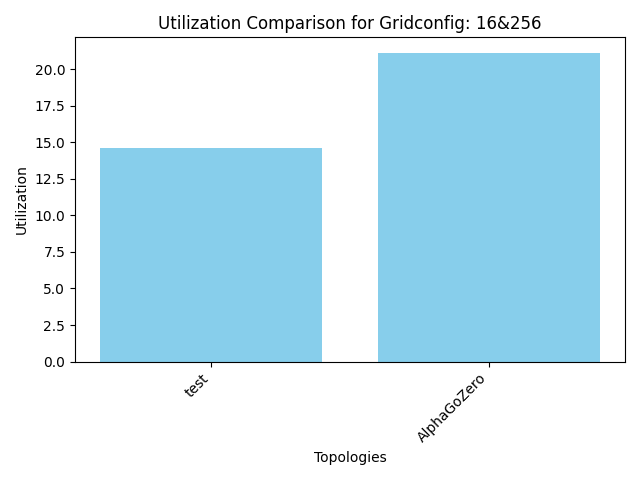 Utilization Comparison for Gridconfig: 16&256
Utilization
20.0
17.5
15.0
12.5
10.0
7.5
5.0
2.5
0.0
test
AlphaGoZero
Topologies